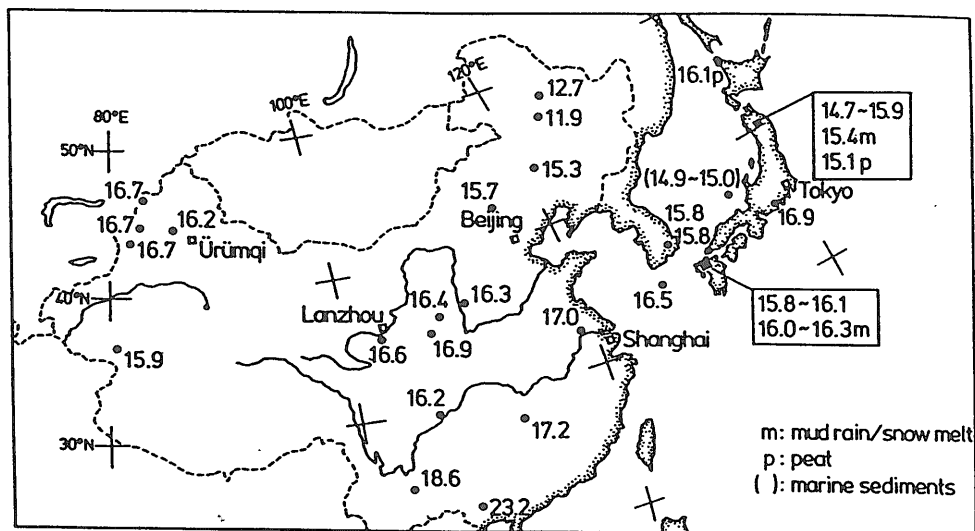 120°E
16.1p
12.7
100°E
11.9
14.7~15.9
15.4m
15.1 p
80°E
50°N
15.3
(14.9~15.0)
Tokyo
16.7
15.7
16.7
16.2
Beijing
15.8
16.9
16.7
Ürümqi
15.8
40°N
16.3
16.5
15.8~16.1
16.0~16.3m
16.4
Lanzhou
17.0
Shanghai
16.6
16.9
15.9
16.2
17.2
30°N
m: mud rain/snow melt
p: peat
( ): marine sediments
18.6
23.2